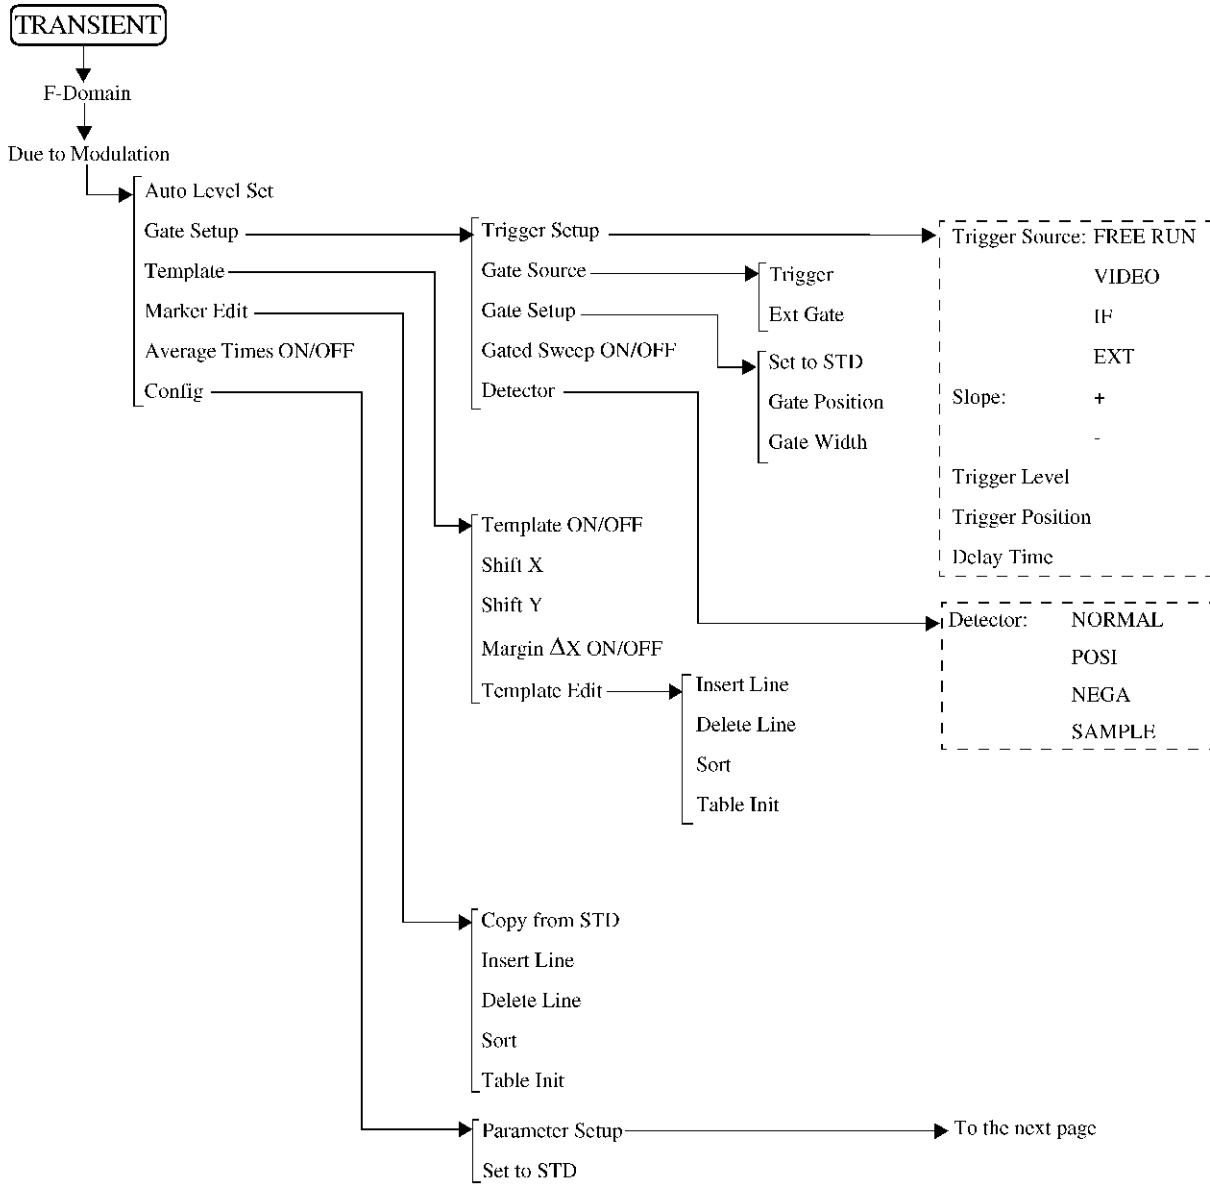 TRANSIENT
F-Domain
Due to Modulation
Auto Level Set
Gate Setup
Template
Marker Edit
Average Times ON/OFF
Config
Trigger Setup
Gate Source
Gate Setup
Gated Sweep ON/OFF
Detector
Trigger
Ext Gate
Set to STD
Gate Position
Gate Width
Trigger Source: FREE RUN
VIDEO
IF
EXT
Slope: +
-
Trigger Level
Trigger Position
Delay Time
Detector: NORMAL
POSI
NEGA
SAMPLE
Template ON/OFF
Shift X
Shift Y
Margin ΔX ON/OFF
Template Edit
Insert Line
Delete Line
Sort
Table Init
Copy from STD
Insert Line
Delete Line
Sort
Table Init
Parameter Setup
Set to STD
To the next page